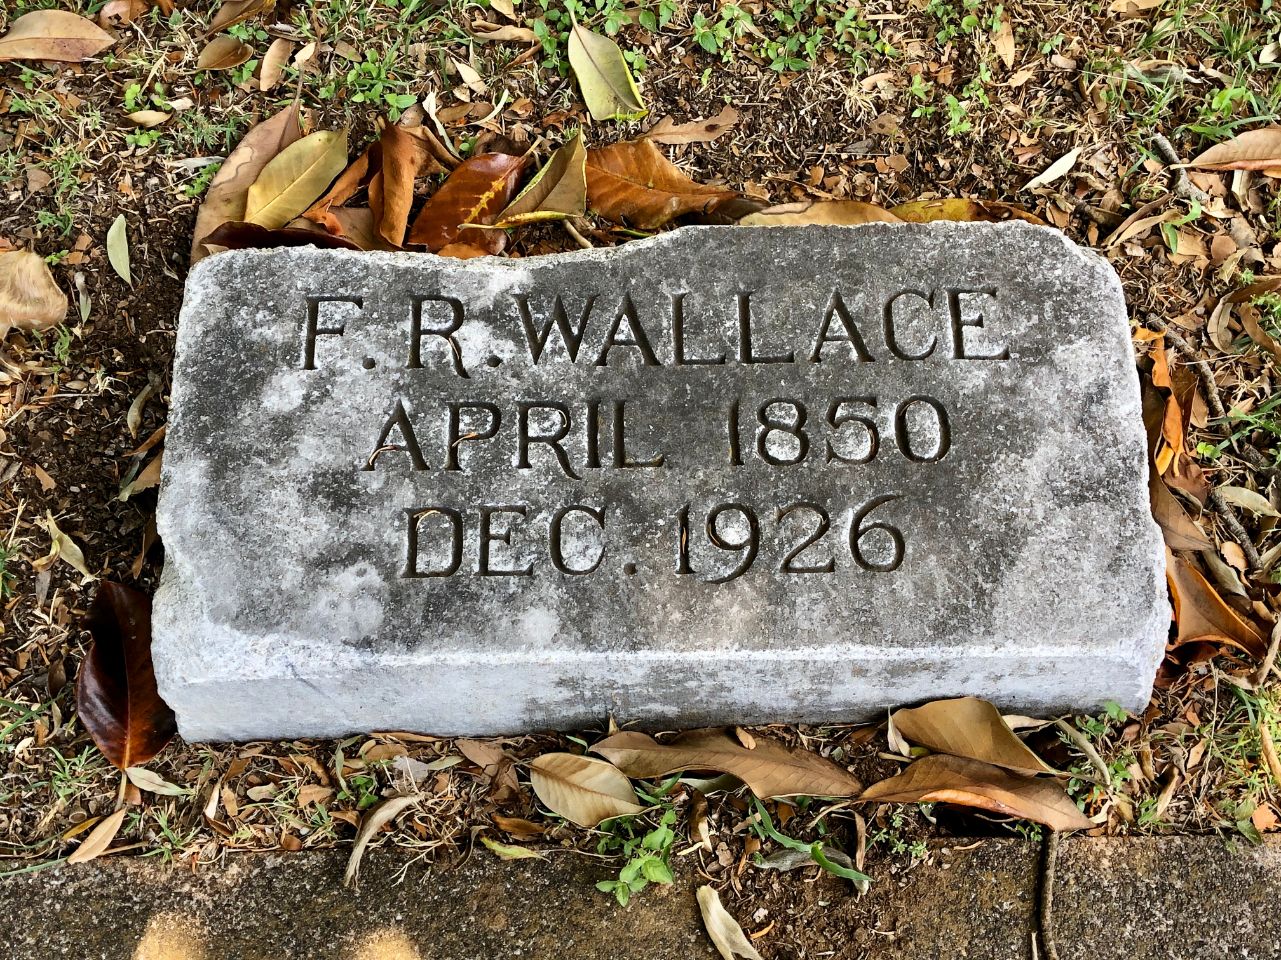 F. R. WALLACE
APRIL 1850
DEC. 1926